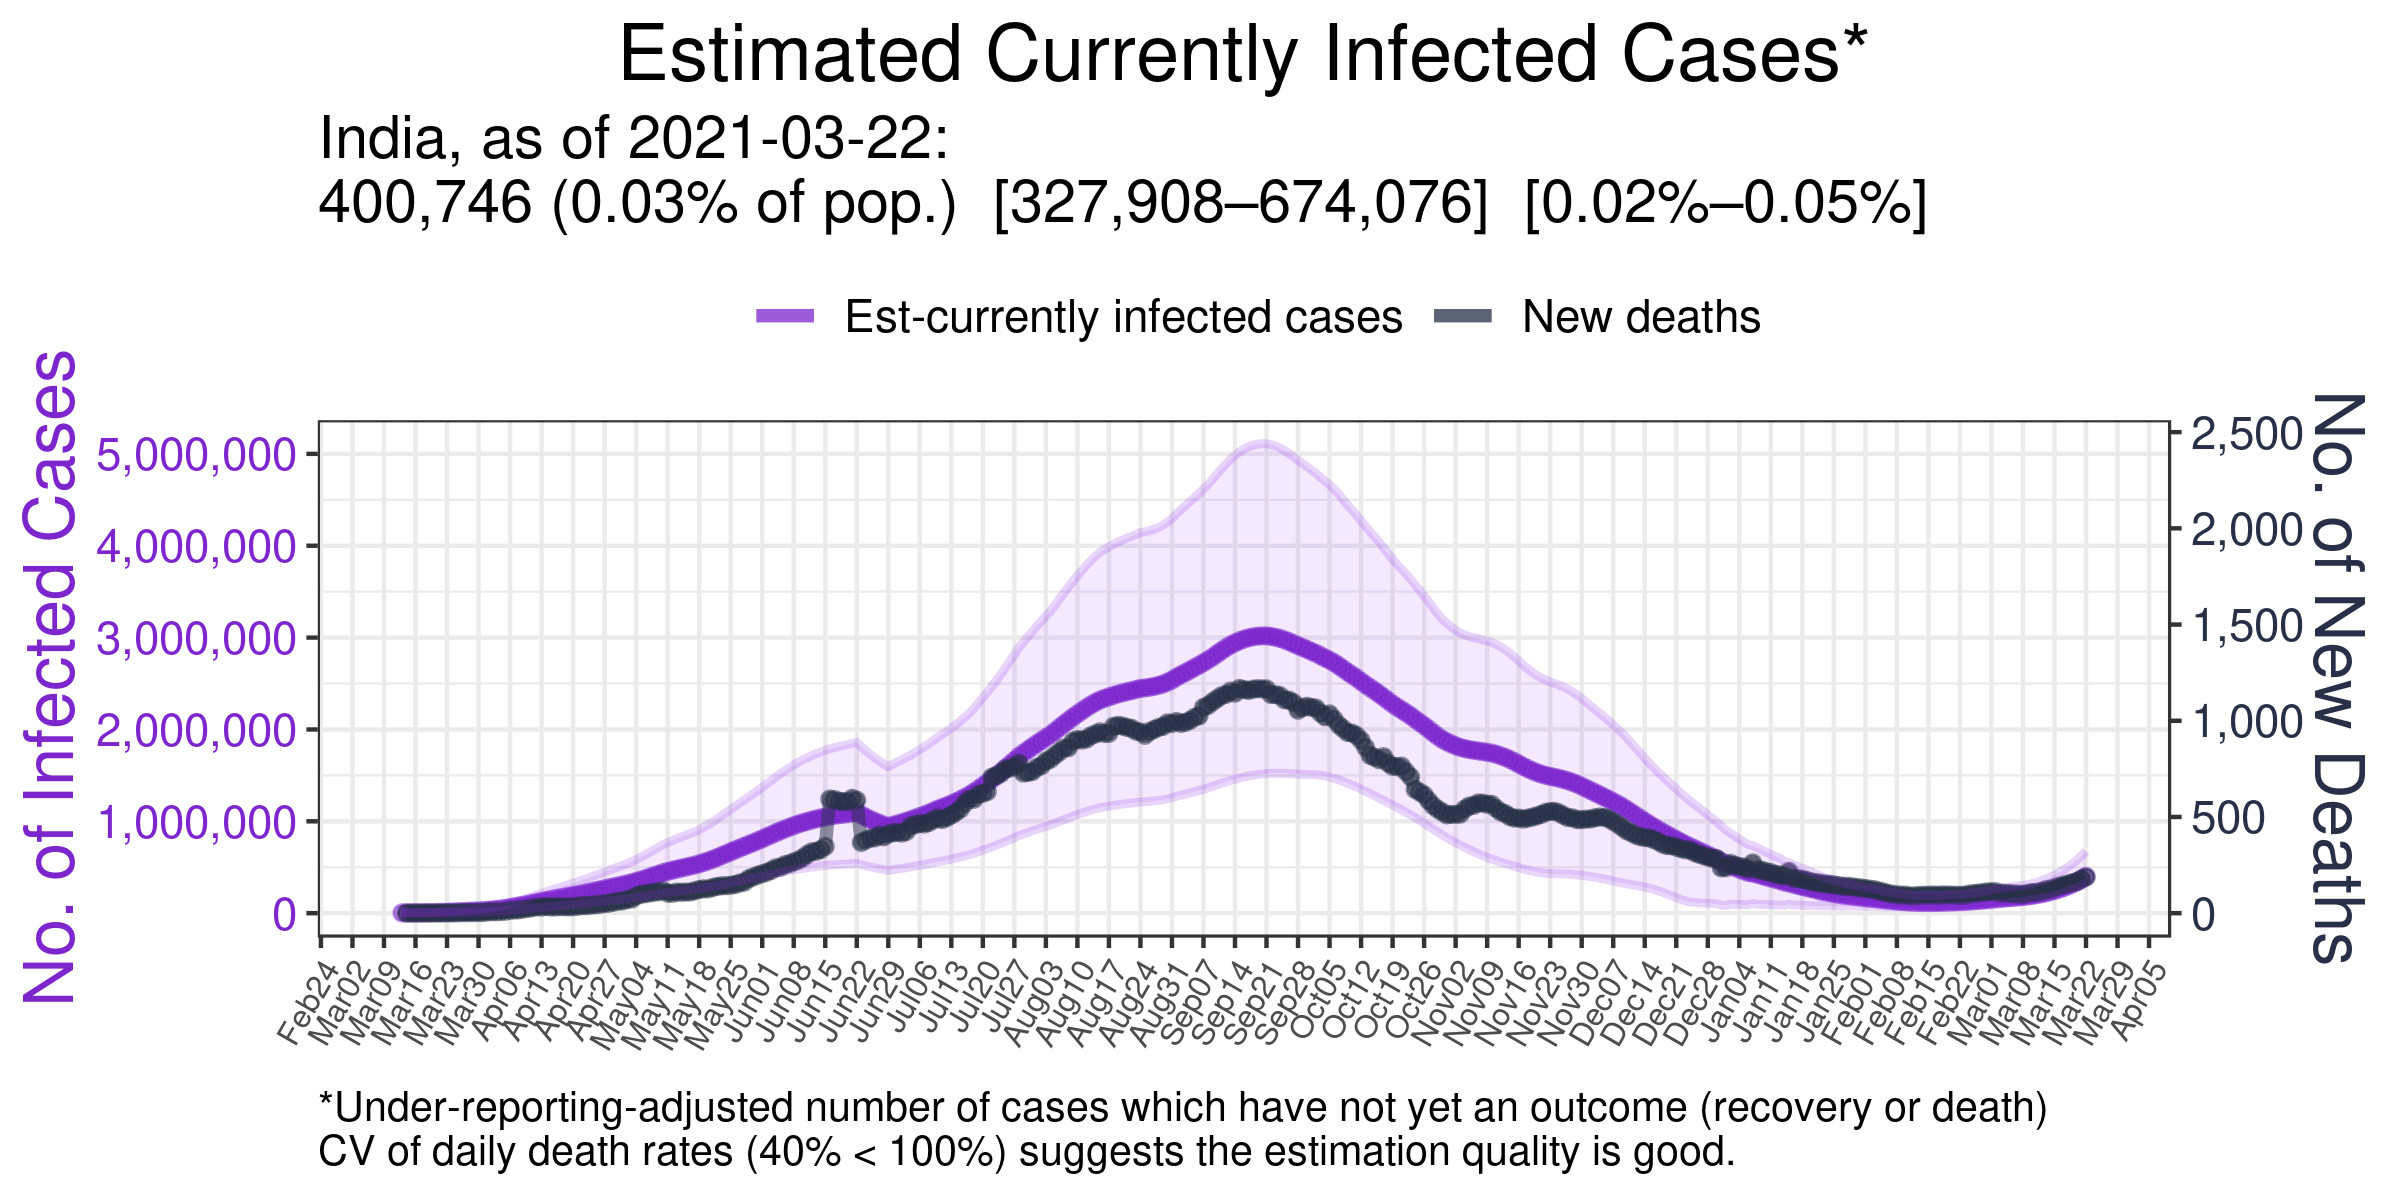 Estimated Currently Infected Cases*
India, as of 2021-03-22:
400,746 (0.03% of pop.)  [327,908–674,076]  [0.02%–0.05%]
Est-currently infected cases
New deaths
No. of Infected Cases
5,000,000
4,000,000
3,000,000
2,000,000
1,000,000
0
2,500
2,000
1,500
1,000
500
0
No. of New Deaths
Feb24
Mar02
Mar09
Mar16
Mar23
Mar30
Apr06
Apr13
Apr20
Apr27
May04
May11
May18
May25
Jun01
Jun08
Jun15
Jun22
Jun29
Jul06
Jul13
Jul20
Jul27
Aug03
Aug10
Aug17
Aug24
Aug31
Sep07
Sep14
Sep21
Sep28
Oct05
Oct12
Oct19
Oct26
Nov02
Nov09
Nov16
Nov23
Nov30
Dec07
Dec14
Dec21
Dec28
Jan04
Jan11
Jan18
Jan25
Feb01
Feb08
Feb15
Feb22
Mar01
Mar08
Mar15
Mar22
Mar29
Apr05
*Under-reporting-adjusted number of cases which have not yet an outcome (recovery or death)
CV of daily death rates (40% < 100%) suggests the estimation quality is good.